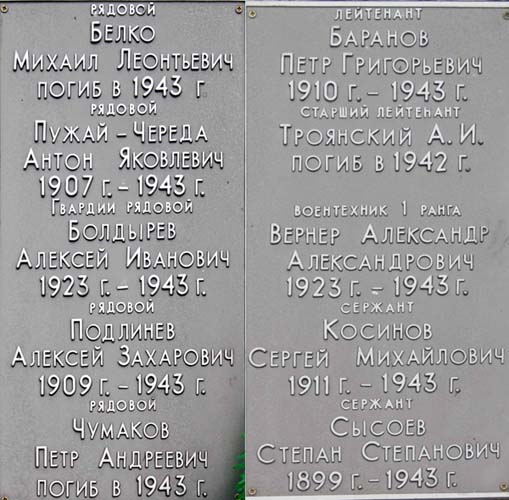 РЯДОВОЙ
БЕЛКО
МИХАИЛ ЛЕОНТЬЕВИЧ
ПОГИБ В 1943 Г
РЯДОВОЙ
ПУЖАЙ – ЧЕРЕДА
АНТОН ЯКОВЛЕВИЧ
1907 Г. – 1943 Г.
ГВАРДИИ РЯДОВОЙ
БОЛДЫРЕВ
АЛЕКСЕЙ ИВАНОВИЧ
1923 Г. – 1943 Г.
РЯДОВОЙ
ПОДЛИНЕВ
АЛЕКСЕЙ ЗАХАРОВИЧ
1909 Г. – 1943 Г.
РЯДОВОЙ
ЧУМАКОВ
ПЕТР АНДРЕЕВИЧ
ПОГИБ В 1943 Г.
ЛЕЙТЕНАНТ
БАРАНОВ
ПЕТР ГРИГОРЬЕВИЧ
1910 Г. – 1943 Г.
СТАРШИЙ ЛЕЙТЕНАНТ
ТРОЯНСКИЙ А. И.
ПОГИБ В 1942 Г.
ВОЕНТЕХНИК 1 РАНГА
ВЕРНЕР АЛЕКСАНДР
АЛЕКСАНДРОВИЧ
1923 Г. – 1943 Г.
СЕРЖАНТ
КОСИНОВ
СЕРГЕЙ МИХАЙЛОВИЧ
1911 Г. – 1943 Г.
СЕРЖАНТ
СЫСОЕВ
СТЕПАН СТЕПАНОВИЧ
1899 Г. – 1943 Г.